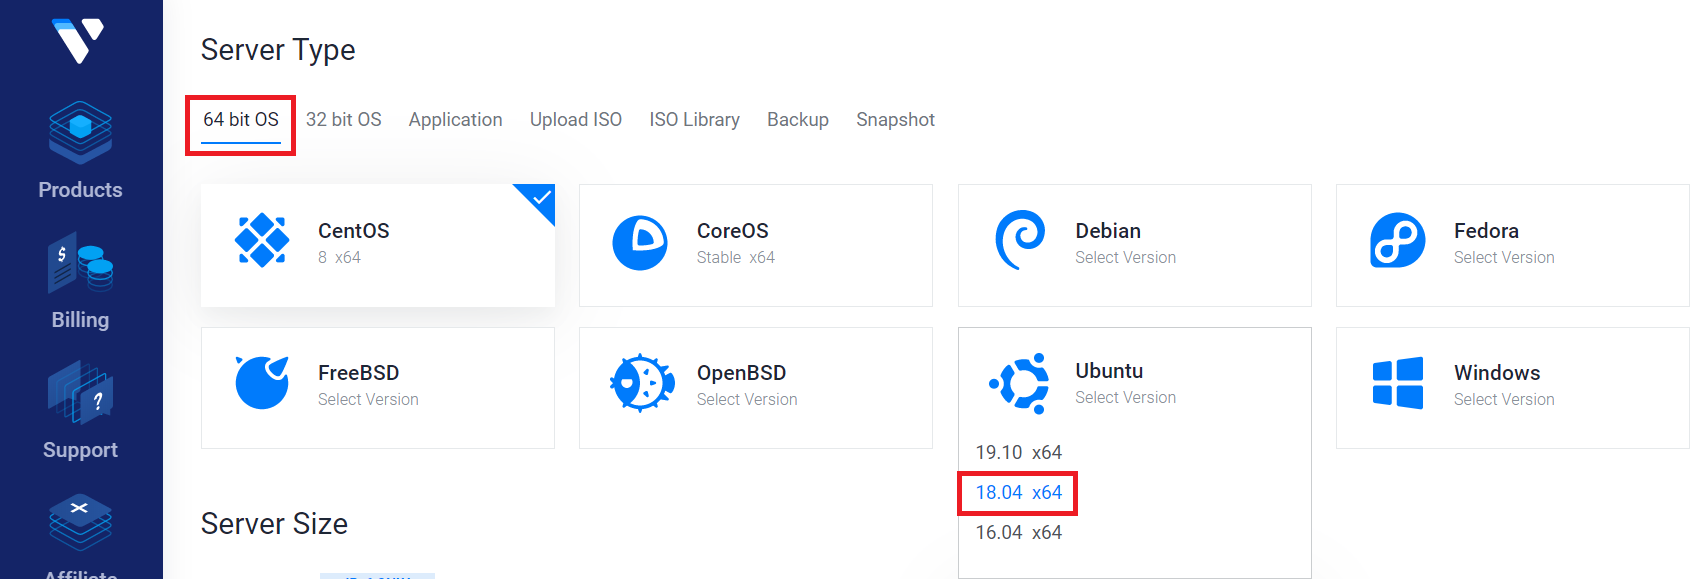 Server Type
64 bit OS 32 bit OS Application Upload ISO ISO Library Backup Snapshot
Products
Billing
$
Support
?
CentOS
8 x64
CoreOS
Stable x64
Debian
Select Version
Fedora
Select Version
FreeBSD
Select Version
OpenBSD
Select Version
Ubuntu
Select Version
19.10 x64
18.04 x64
16.04 x64
Windows
Select Version
Server Size
Affiliate